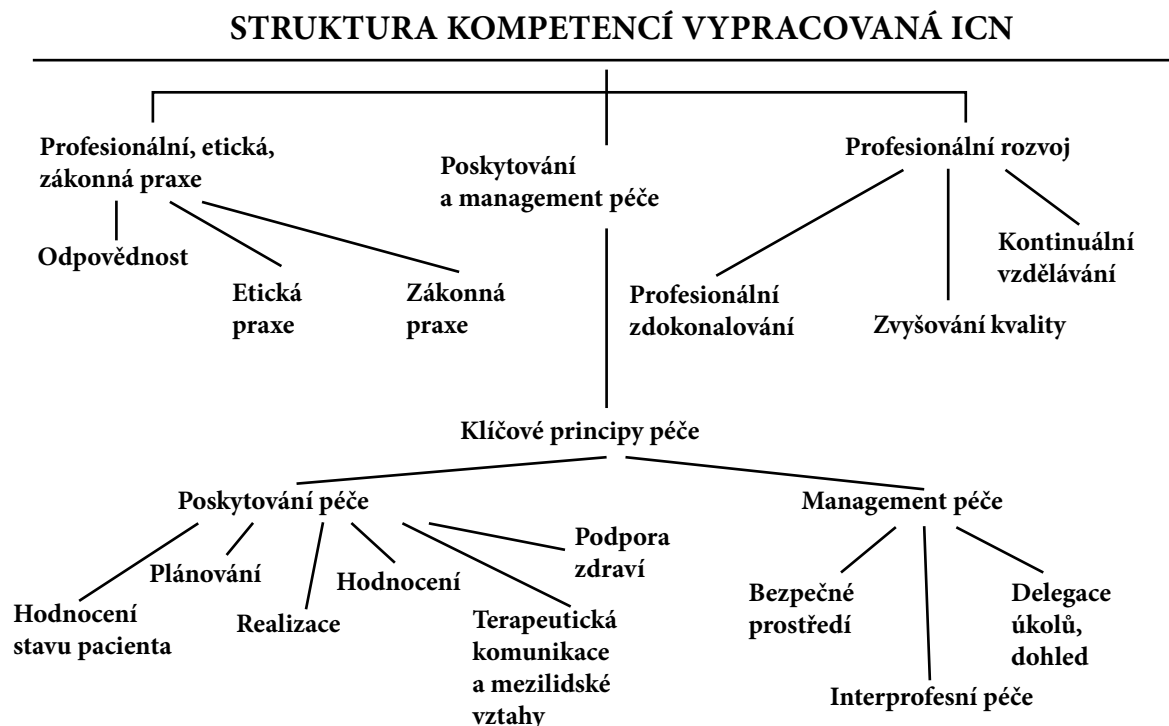 STRUKTURA KOMPETENCÍ VYPRACOVANÁ ICN
Profesionální, etická,
zákonná praxe
Poskytování
a management péče
Profesionální rozvoj
Odpovědnost
Etická
praxe
Zákonná
praxe
Profesionální
zdokonalování
Zvyšování kvality
Kontinuální
vzdělávání
Klíčové principy péče
Poskytování péče
Management péče
Hodnocení
stavu pacienta
Plánování
Realizace
Hodnocení
Terapeutická
komunikace
a mezilidské
vztahy
Podpora
zdraví
Bezpečné
prostředí
Interprofesní péče
Delegace
úkolů,
dohled